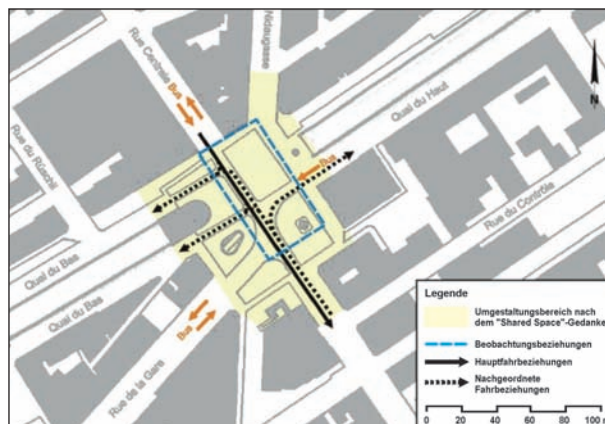 Nidaugasse
Rue Centrale
Bus
Quai du Haut
N
Rue du Rüschli
Bus
Rue du Contrôle
Quai du Bas
Quai du Bas
Bus
Rue de la Gare
Legende
Umgestaltungsbereich nach
dem "Shared Space"-Gedanke
Beobachtungsbeziehungen
Hauptfahrbeziehungen
Nachgeordnete
Fahrbeziehungen
0 20 40 60 80 100